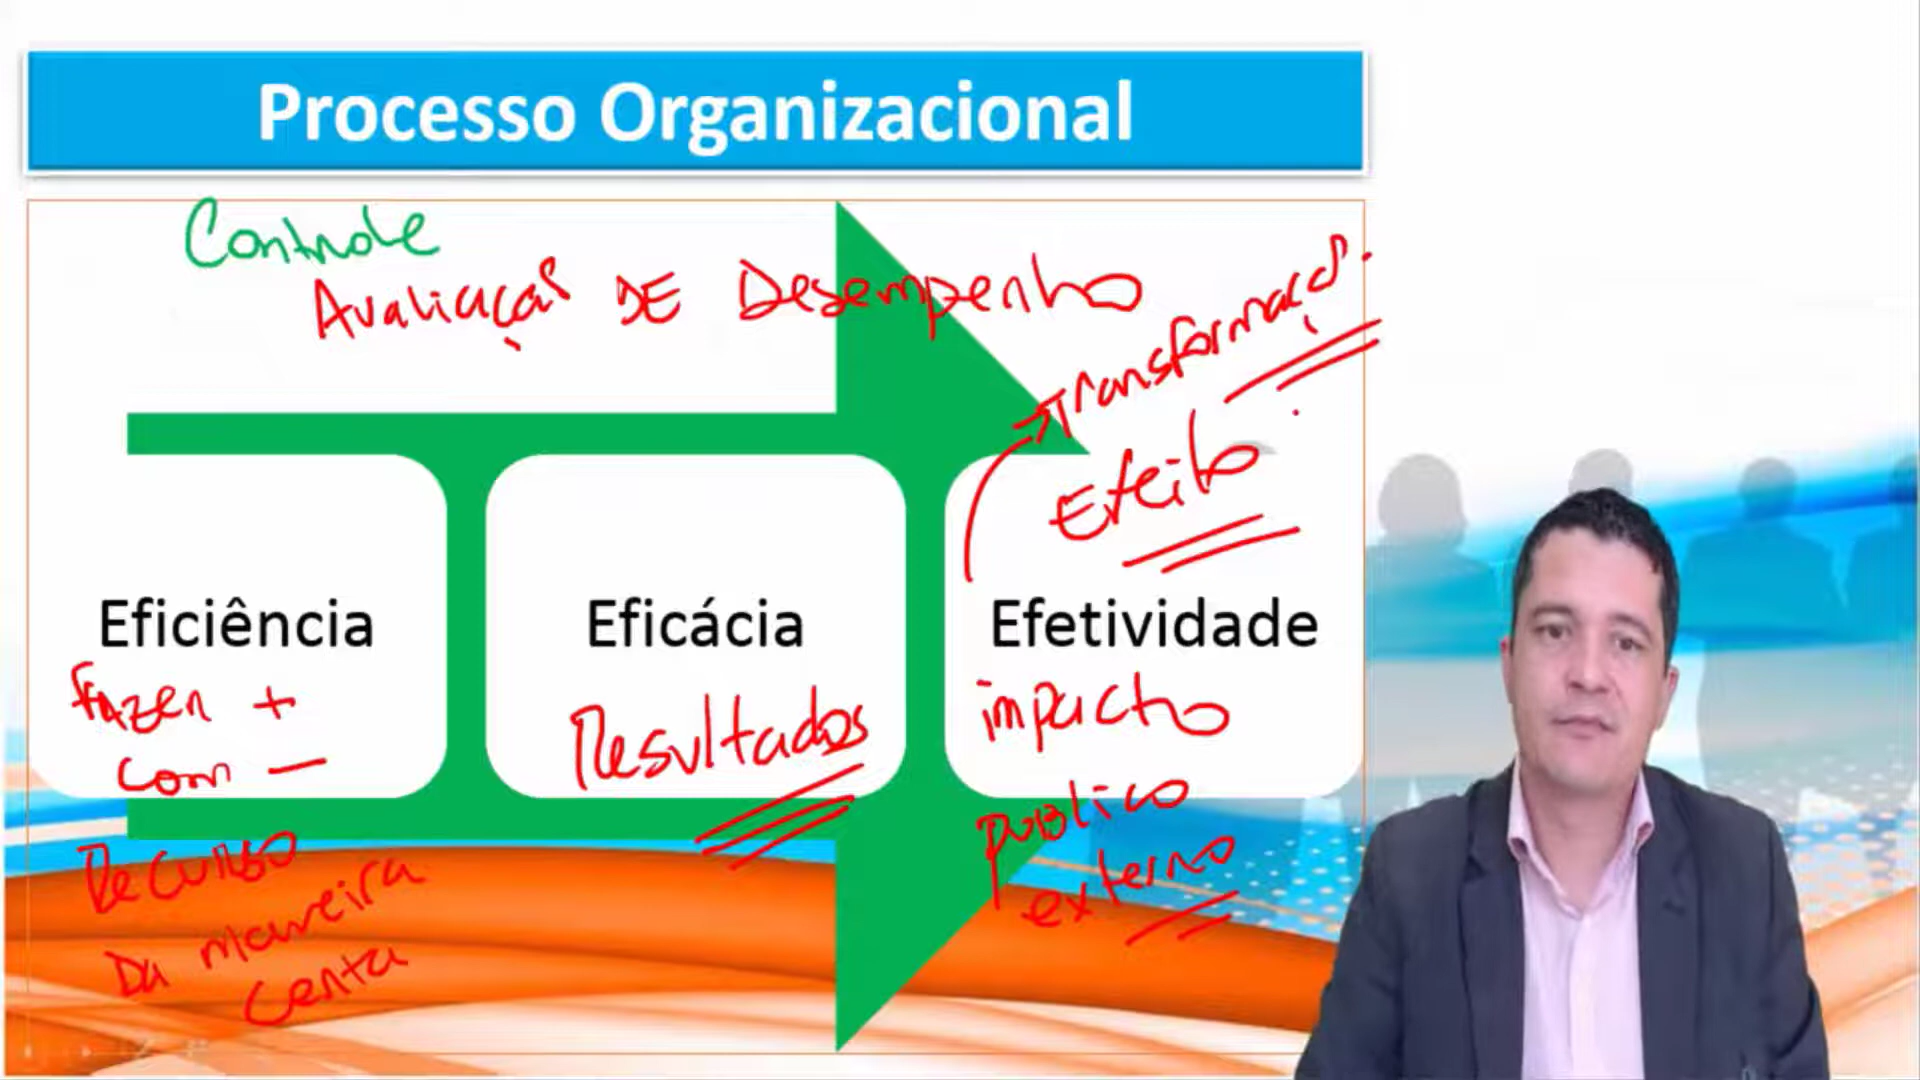 Processo Organizacional
Controle
Avaliação DE Desempenho
Transformação
Efeito
Eficiência
Eficácia
Efetividade
Fazer +
com -
Resultados
impacto
Recurso
Da maneira
certa
público
externo